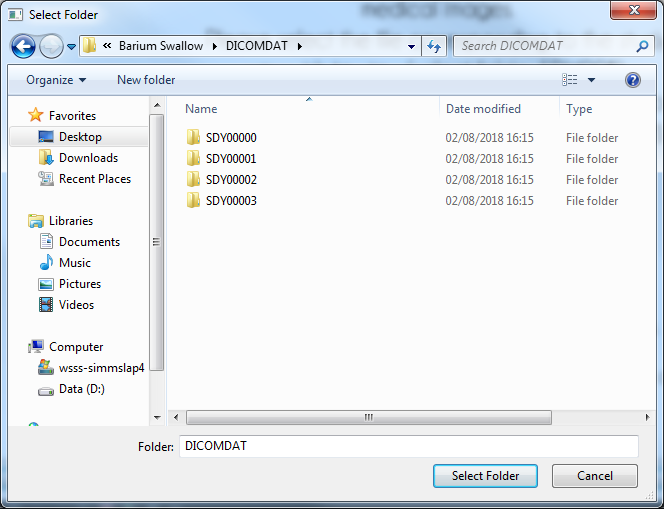 medical images.
Select Folder
« Barium Swallow DICOMDAT
Search DICOMDAT
Organize New folder
Name Date modified Type
Favorites
Desktop
Downloads
Recent Places
Libraries
Documents
Music
Pictures
Videos
Computer
wsss-simmslap4
Data (D:)
SDY00000 02/08/2018 16:15 File folder
SDY00001 02/08/2018 16:15 File folder
SDY00002 02/08/2018 16:15 File folder
SDY00003 02/08/2018 16:15 File folder
Folder: DICOMDAT
Select Folder Cancel